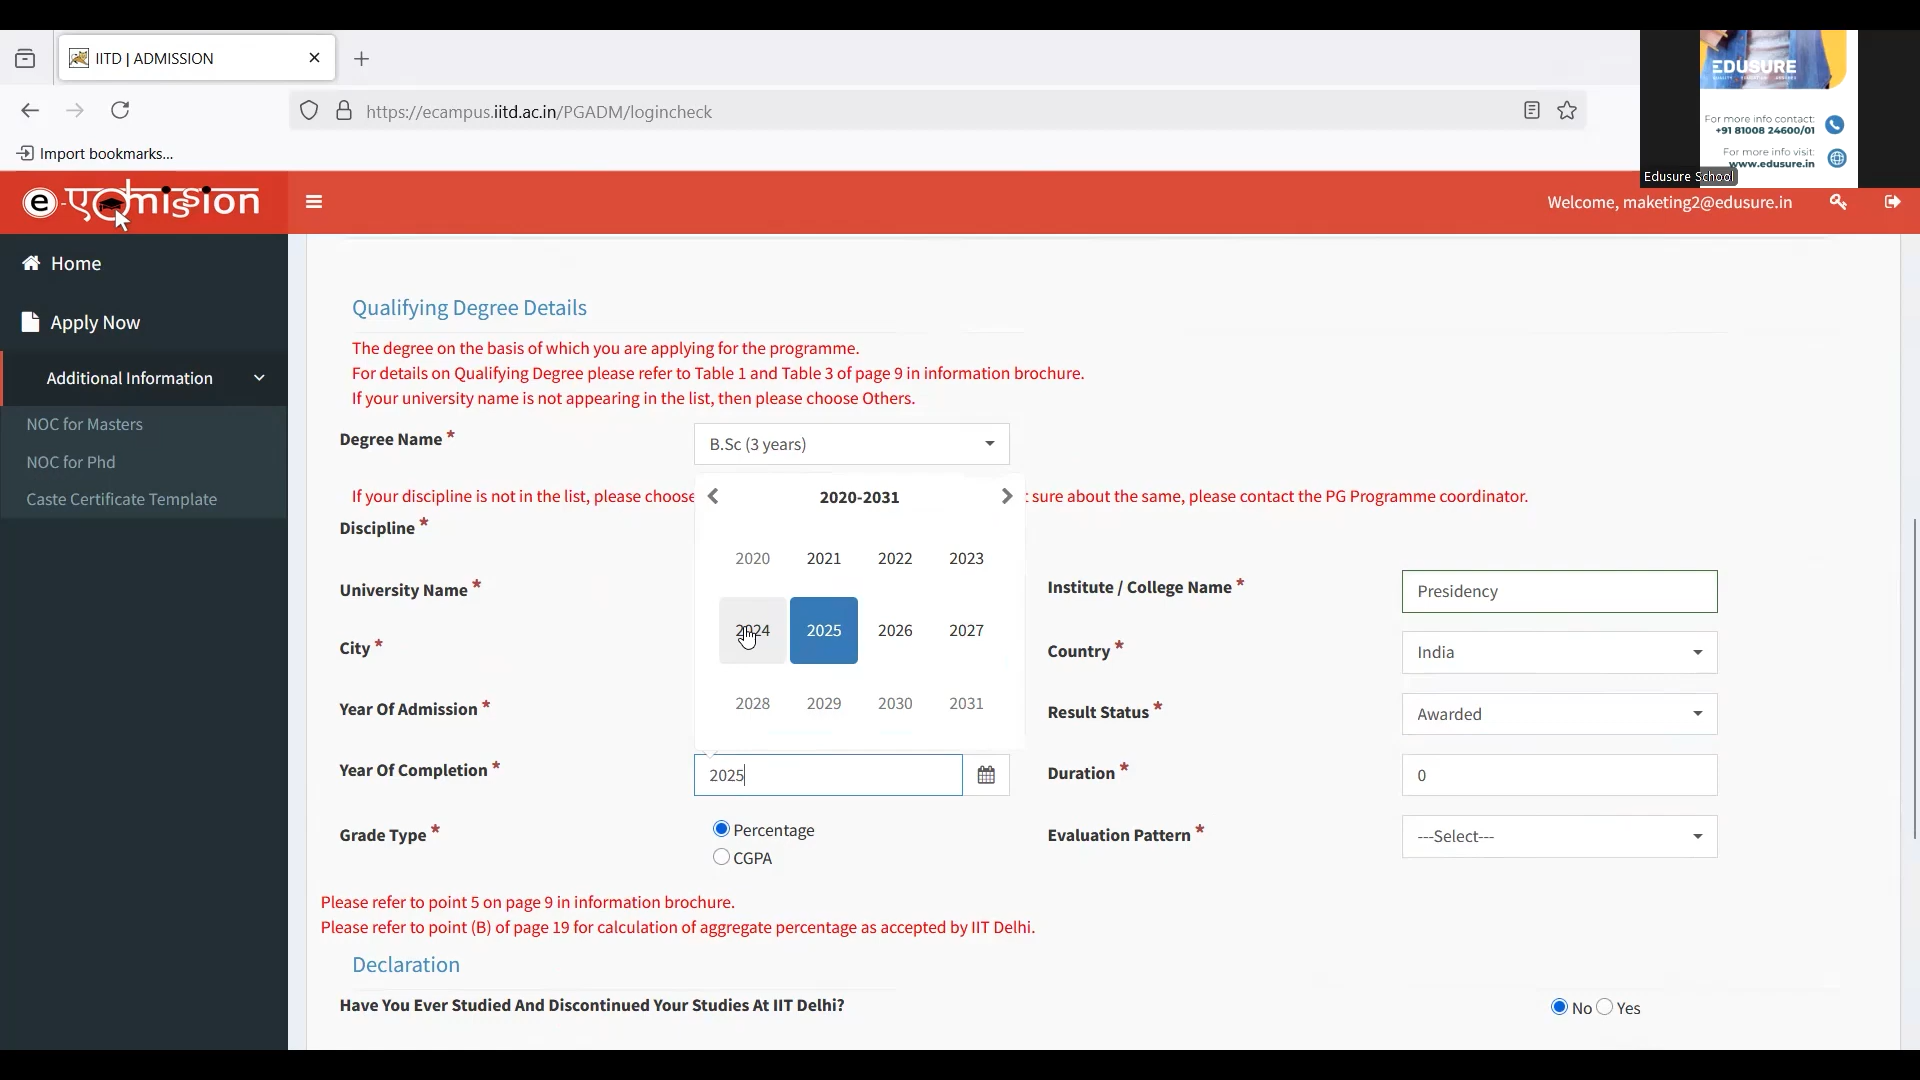 IITD | ADMISSION
https://ecampus.iitd.ac.in/PGADM/logincheck
Import bookmarks...
EDUSURE
For more info contact:
+91 81008 24600/01
For more info visit:
www.edusure.in
Edusure School
e-एdmission
Welcome, maketing2@edusure.in
Home
Apply Now
Additional Information
NOC for Masters
NOC for Phd
Caste Certificate Template
Qualifying Degree Details
The degree on the basis of which you are applying for the programme.
For details on Qualifying Degree please refer to Table 1 and Table 3 of page 9 in information brochure.
If your university name is not appearing in the list, then please choose Others.
Degree Name *
B.Sc (3 years)
If your discipline is not in the list, please choose sure about the same, please contact the PG Programme coordinator.
2020-2031
2020 2021 2022 2023
2024 2025 2026 2027
2028 2029 2030 2031
Discipline *
University Name *
Institute / College Name *
Presidency
City *
Country *
India
Year Of Admission *
Result Status *
Awarded
Year Of Completion *
2025
Duration *
0
Grade Type *
Percentage
CGPA
Evaluation Pattern *
---Select---
Please refer to point 5 on page 9 in information brochure.
Please refer to point (B) of page 19 for calculation of aggregate percentage as accepted by IIT Delhi.
Declaration
Have You Ever Studied And Discontinued Your Studies At IIT Delhi?
No Yes